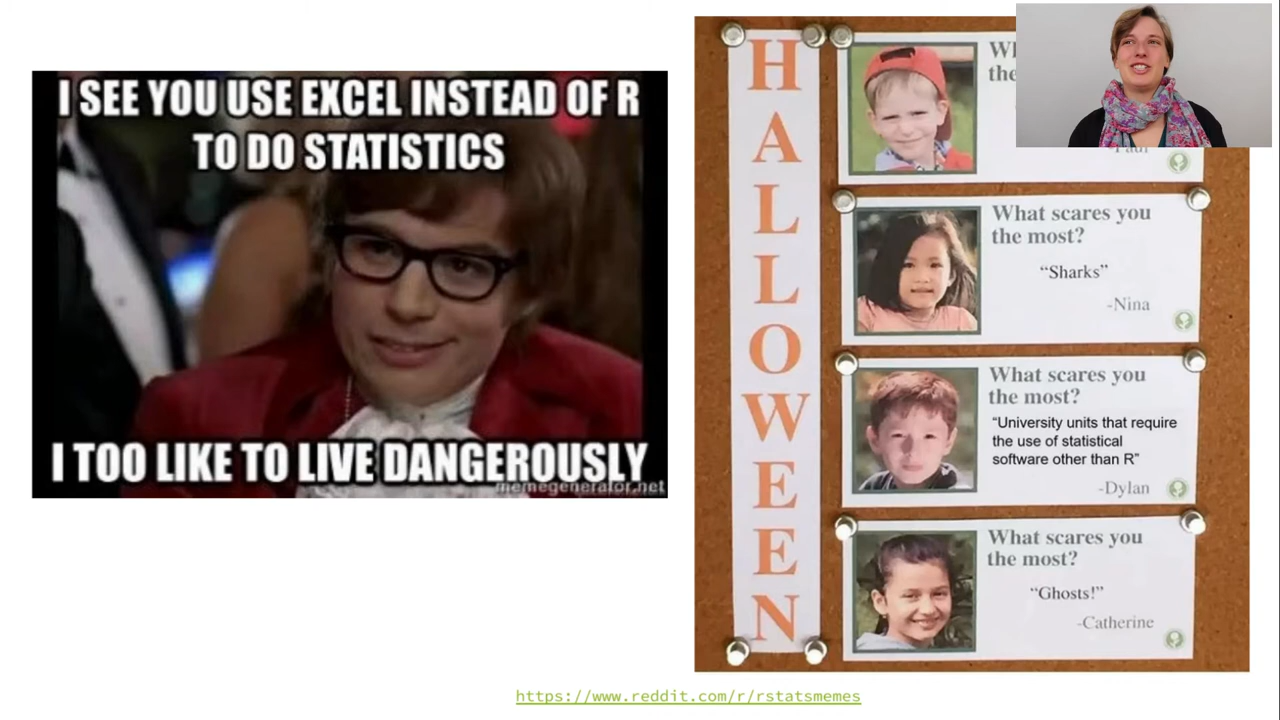 I SEE YOU USE EXCEL INSTEAD OF R
TO DO STATISTICS
I TOO LIKE TO LIVE DANGEROUSLY
memegenerator.net
HALLOWEEN
the
-Paul
What scares you
the most?
“Sharks”
-Nina
What scares you
the most?
“University units that require
the use of statistical
software other than R”
-Dylan
What scares you
the most?
“Ghosts!”
-Catherine
https://www.reddit.com/r/rstatsmemes